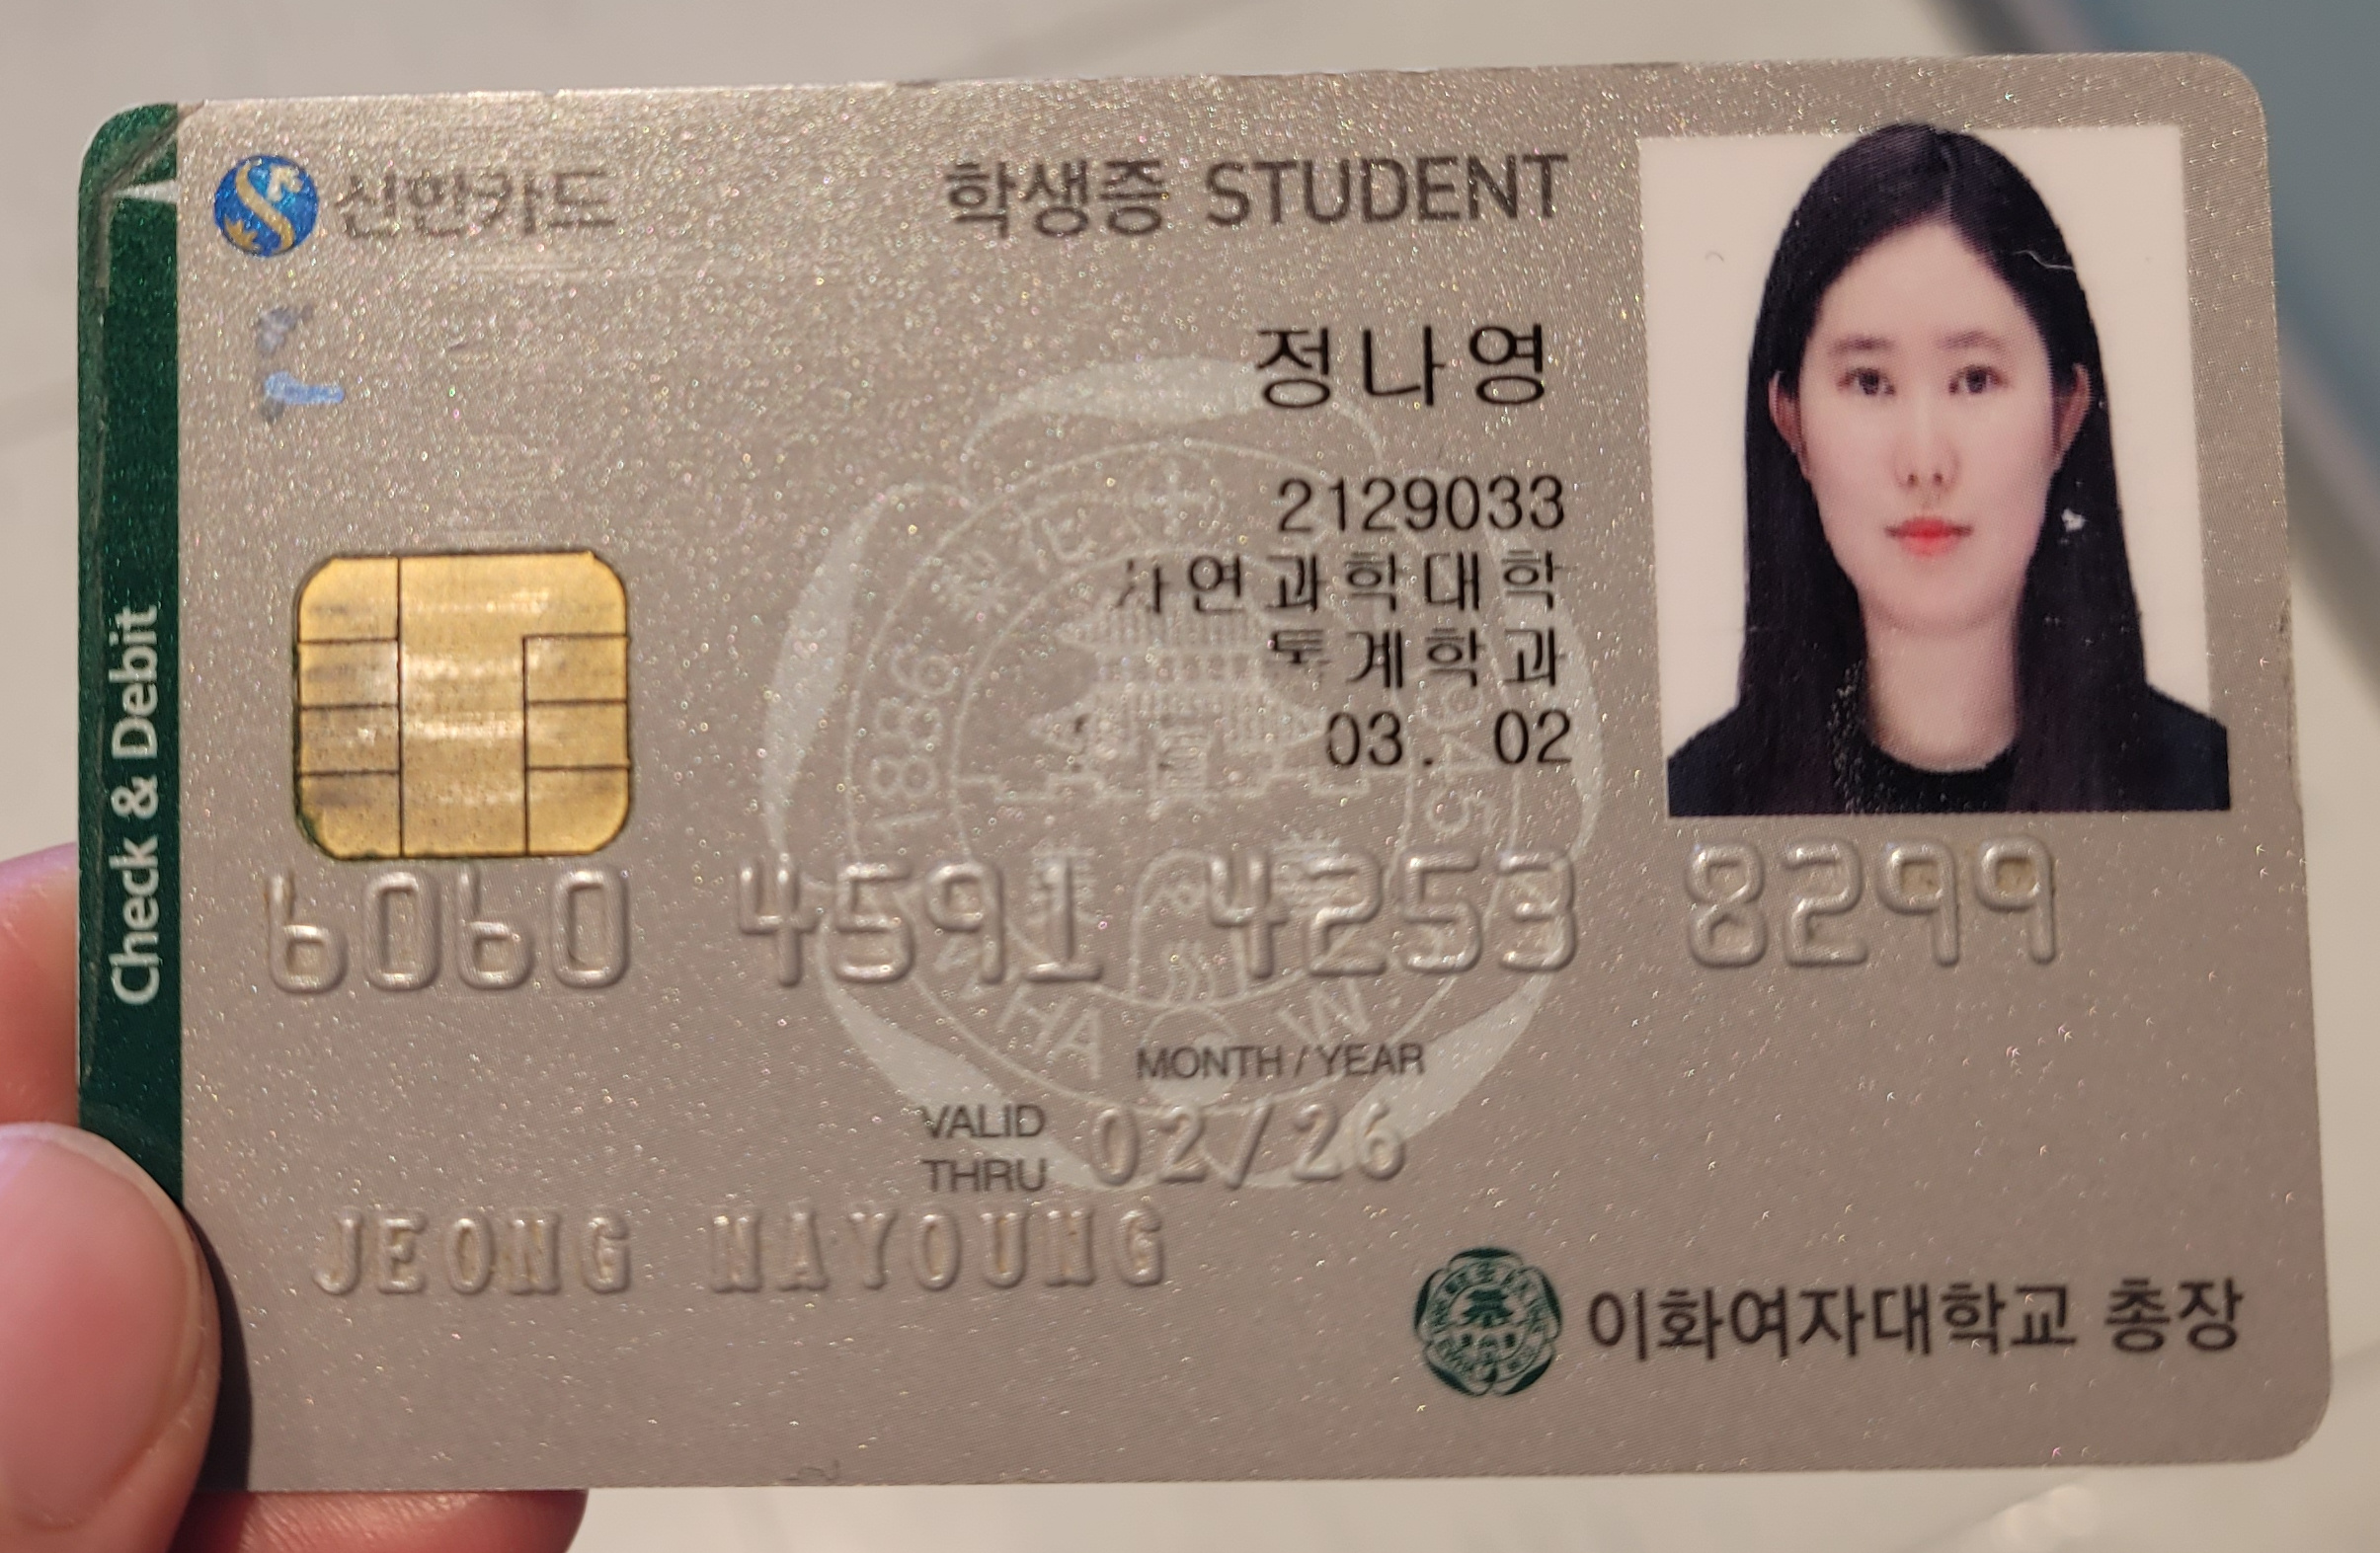 신한카드
학생증 STUDENT
정나영
2129033
자연과학대학
통계학과
03. 02
1886
1945
6060 4591 4253 8299
MONTH / YEAR
VALID THRU 02/26
JEONG NAYOUNG
이화여자대학교 총장
Check & Debit